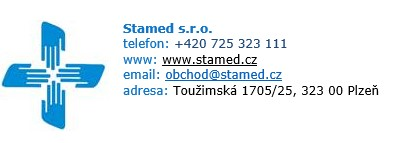 Stamed s.r.o.
telefon: +420 725 323 111
www: www.stamed.cz
email: obchod@stamed.cz
adresa: Toužimská 1705/25, 323 00 Plzeň